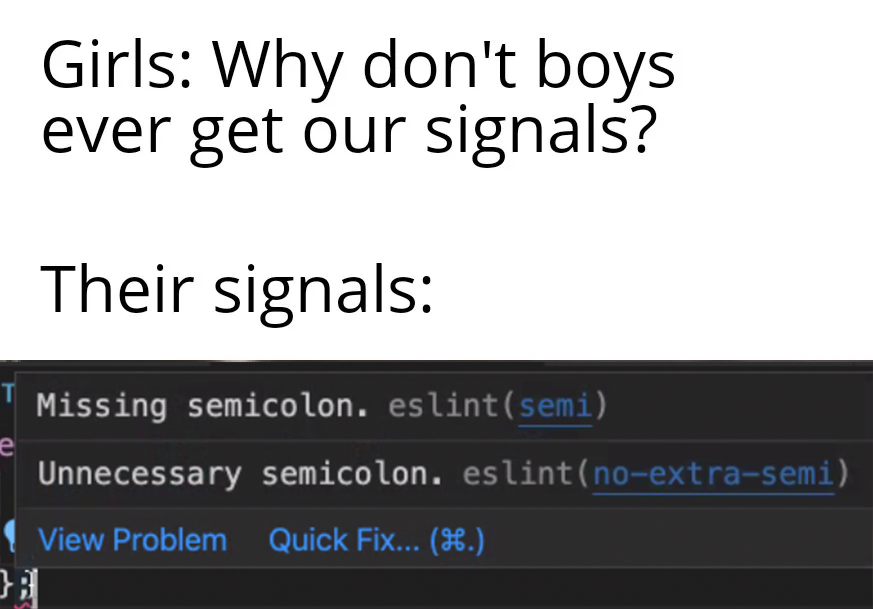 Girls: Why don't boys
ever get our signals?
Their signals:
T
Missing semicolon. eslint(semi)
e
Unnecessary semicolon. eslint(no-extra-semi)
View Problem Quick Fix... (⌘.)
};